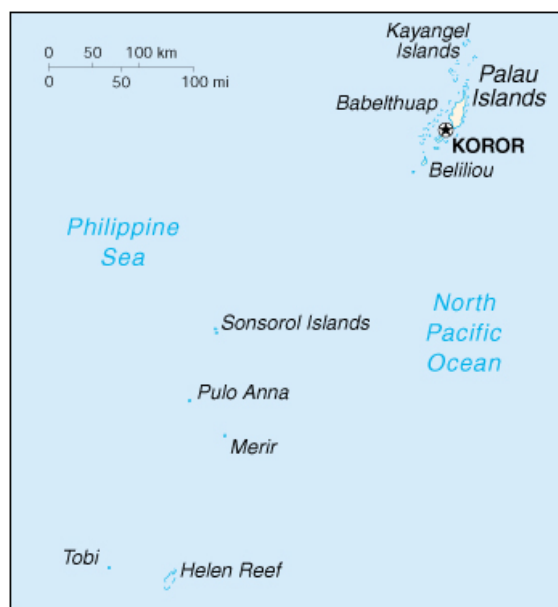 0 50 100 km
0 50 100 mi
Kayangel
Islands
Palau
Islands
Babelthuap
KOROR
Beliliou
Philippine
Sea
North
Pacific
Ocean
Sonsorol Islands
Pulo Anna
Merir
Tobi
Helen Reef